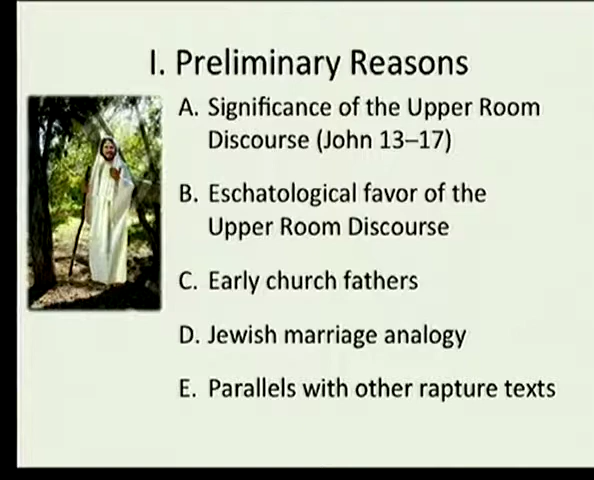 I. Preliminary Reasons
A. Significance of the Upper Room
Discourse (John 13–17)
B. Eschatological favor of the
Upper Room Discourse
C. Early church fathers
D. Jewish marriage analogy
E. Parallels with other rapture texts